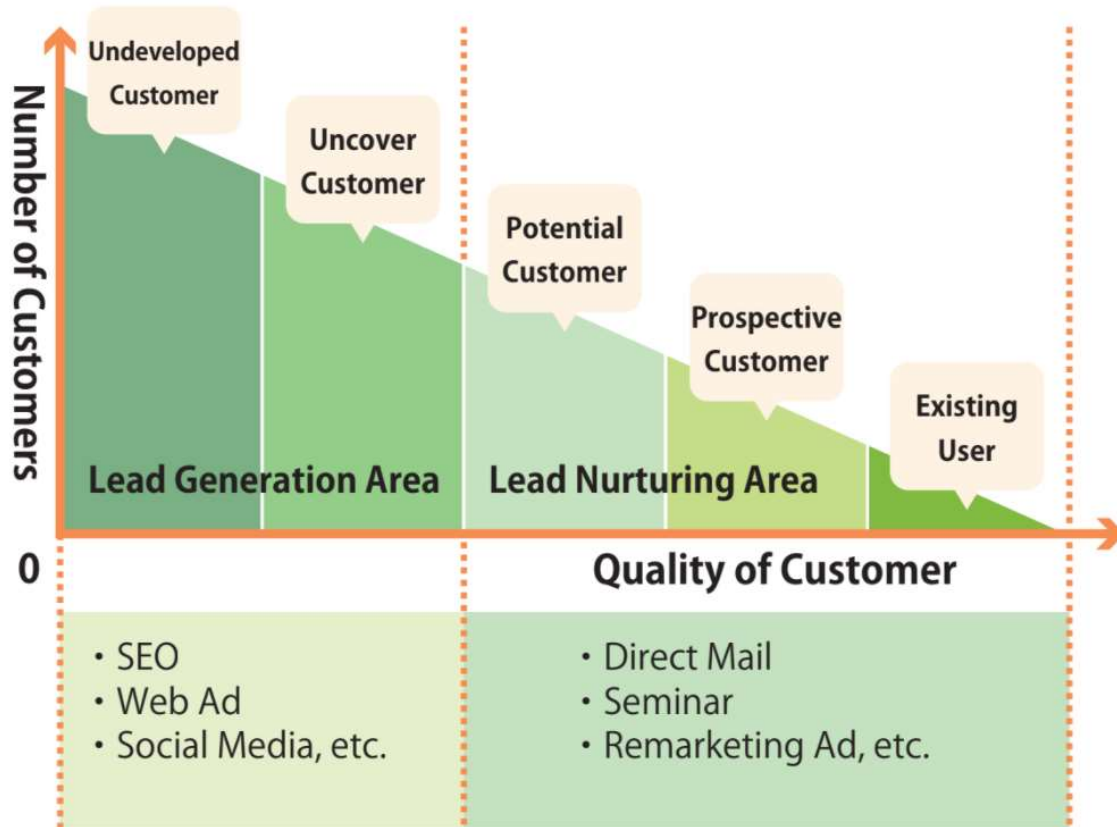 Undeveloped
Customer
Uncover
Customer
Potential
Customer
Prospective
Customer
Existing
User
Number of Customers
Lead Generation Area
Lead Nurturing Area
0
Quality of Customer
・SEO
・Web Ad
・Social Media, etc.
・Direct Mail
・Seminar
・Remarketing Ad, etc.